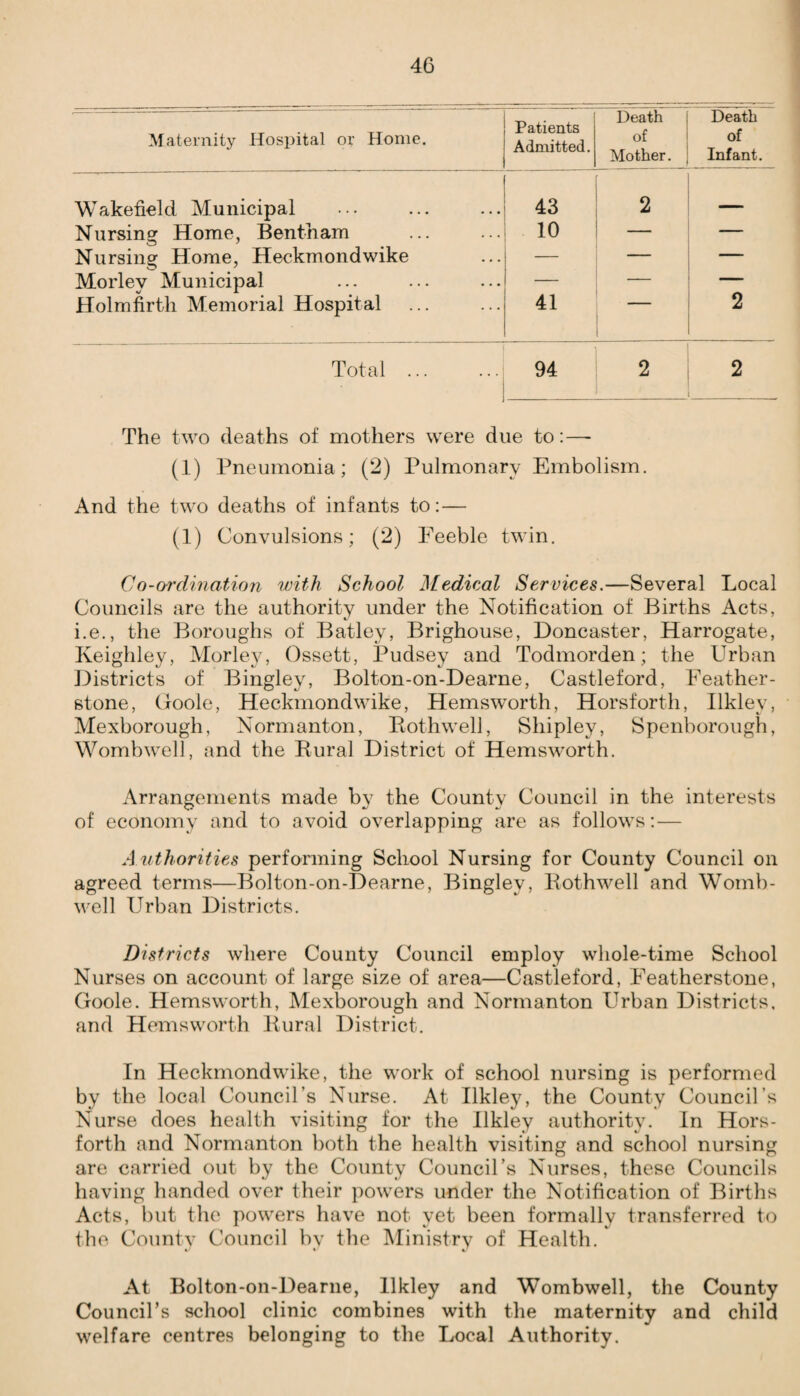 46
Maternity Hospital or Home. Patients Admitted. Death of Mother. Death of Infant.
Wakefield Municipal ... ... ... 43 2 —
Nursing Home, Bentham ... ... 10 — —
Nursing Home, Heckmondwike ... — — —
Morley Municipal ... ... ... — — —
Holmfirth Memorial Hospital ... ... 41 — 2
Total ... ... 94 2 2
The two deaths of mothers were due to:—
(1) Pneumonia; (2) Pulmonary Embolism.
And the two deaths of infants to:—
(1) Convulsions; (2) Feeble twin.
Co-ordination with School Medical Services.—Several Local
Councils are the authority under the Notification of Births Acts,
i.e., the Boroughs of Batley, Brighouse, Doncaster, Harrogate,
Keighley, Morley, Ossett, Pudsey and Todmorden; the Urban
Districts of Bingley, Bolton-on-Dearne, Castleford, Feather-
stone, Goole, Heckmondwike, Hemsworth, Horsforth, Ilkley,
Mexborough, Normanton, Rothwell, Shipley, Spenborough,
Wombwell, and the Rural District of Hemsworth.
Arrangements made by the County Council in the interests
of economy and to avoid overlapping are as follows:—
Authorities performing School Nursing for County Council on
agreed terms—Bolton-on-Dearne, Bingley, Rothwell and Womb-
well Urban Districts.
Districts where County Council employ whole-time School
Nurses on account of large size of area—Castleford, Featherstone,
Goole. Hemsworth, Mexborough and Normanton Urban Districts,
and Hemsworth Rural District.
In Heckmondwike, the work of school nursing is performed
by the local Council's Nurse. At Ilkley, the County Council's
Nurse does health visiting for the Ilkley authority. In Hors-
forth and Normanton both the health visiting and school nursing
are carried out by the County Council's Nurses, these Councils
having handed over their powers under the Notification of Births
Acts, but the powers have not yet been formally transferred to
the County Council by the Ministry of Health.
At Bolton-on-Dearne, Ilkley and Wombwell, the County
Council's school clinic combines with the maternity and child
welfare centres belonging to the Local Authority.